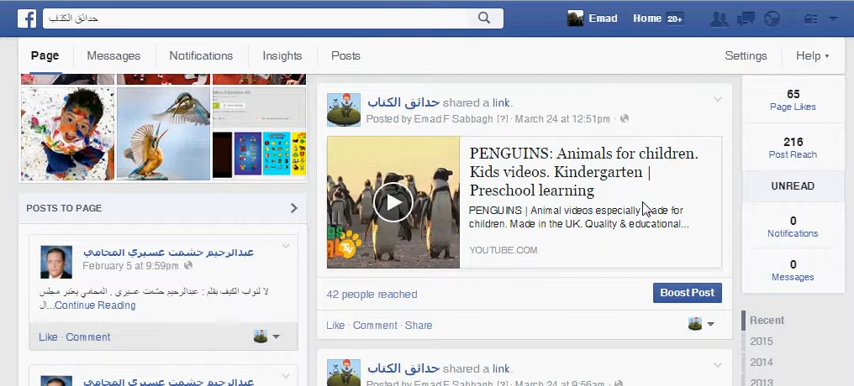 حدائق الكتاب
Emad
Home 20+
Page
Messages
Notifications
Insights
Posts
Settings
Help
POSTS TO PAGE
عبدالرحيم حشمت عسيري المحامي
February 5 at 9:59pm
لا لنواب الكيف بقلم : عبدالرحيم حشمت عسيري . المحامي يعتبر مجلس
ال...Continue Reading
Like · Comment
عبدالرحيم حشمت عسيري المحامي
حدائق الكتاب shared a link.
Posted by Emad F Sabbagh [?] · March 24 at 12:51pm ·
PENGUINS: Animals for children.
Kids videos. Kindergarten |
Preschool learning
PENGUINS | Animal videos especially made for
children. Made in the UK. Quality & educational...
YOUTUBE.COM
42 people reached
Boost Post
Like · Comment · Share
حدائق الكتاب shared a link.
Posted by Emad F Sabbagh [?] · March 24 at 9:56am ·
65
Page Likes
216
Post Reach
UNREAD
0
Notifications
0
Messages
Recent
2015
2014
2013